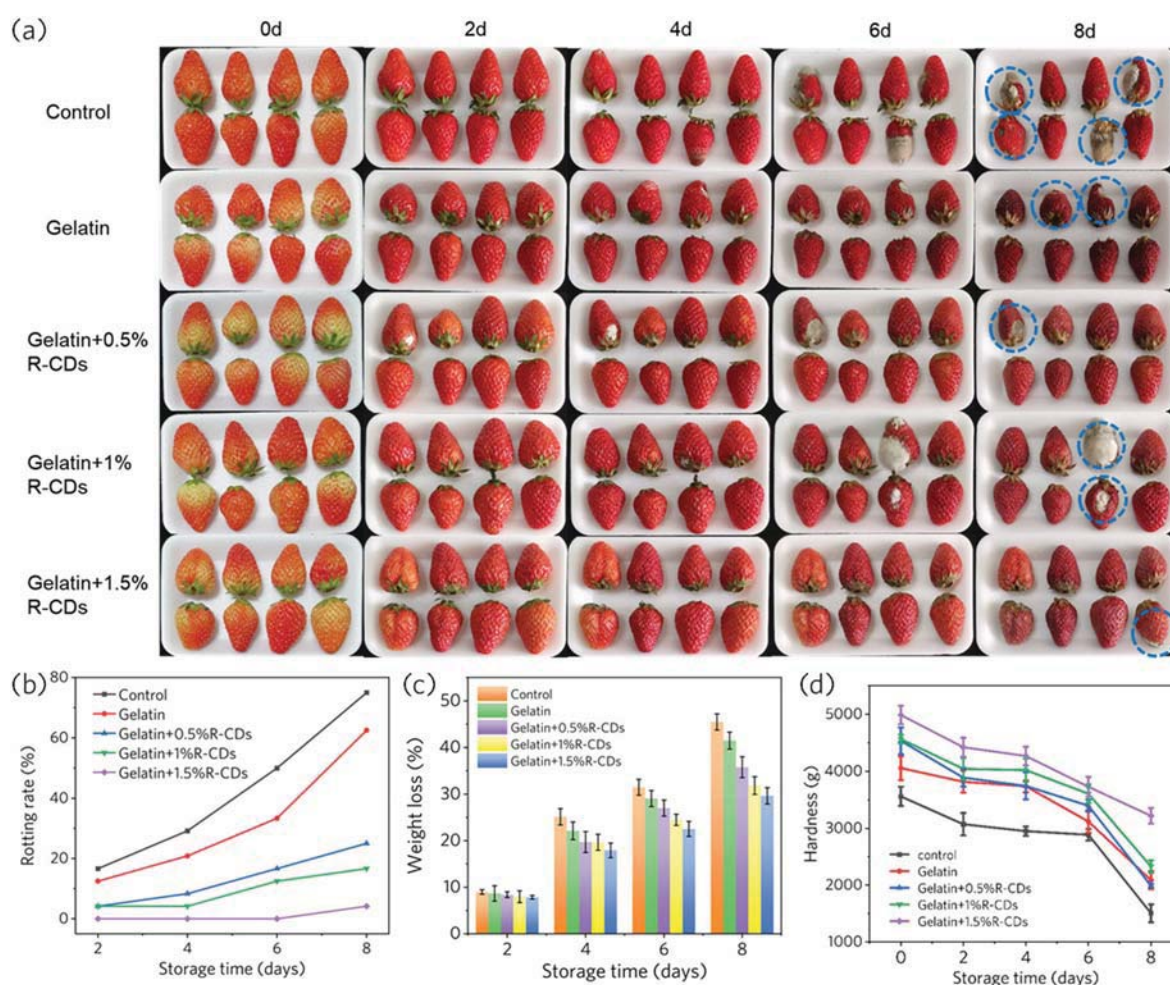 (a)
0d 2d 4d 6d 8d
Control
Gelatin
Gelatin+0.5%
R-CDs
Gelatin+1%
R-CDs
Gelatin+1.5%
R-CDs
(b)
80
60
40
20
0
Rotting rate (%)
Control
Gelatin
Gelatin+0.5%R-CDs
Gelatin+1%R-CDs
Gelatin+1.5%R-CDs
2 4 6 8
Storage time (days)
(c)
50
40
30
20
10
0
Weight loss (%)
Control
Gelatin
Gelatin+0.5%R-CDs
Gelatin+1%R-CDs
Gelatin+1.5%R-CDs
2 4 6 8
Storage time (days)
(d)
5000
4000
3000
2000
1000
Hardness (g)
control
Gelatin
Gelatin+0.5%R-CDs
Gelatin+1%R-CDs
Gelatin+1.5%R-CDs
0 2 4 6 8
Storage time (days)